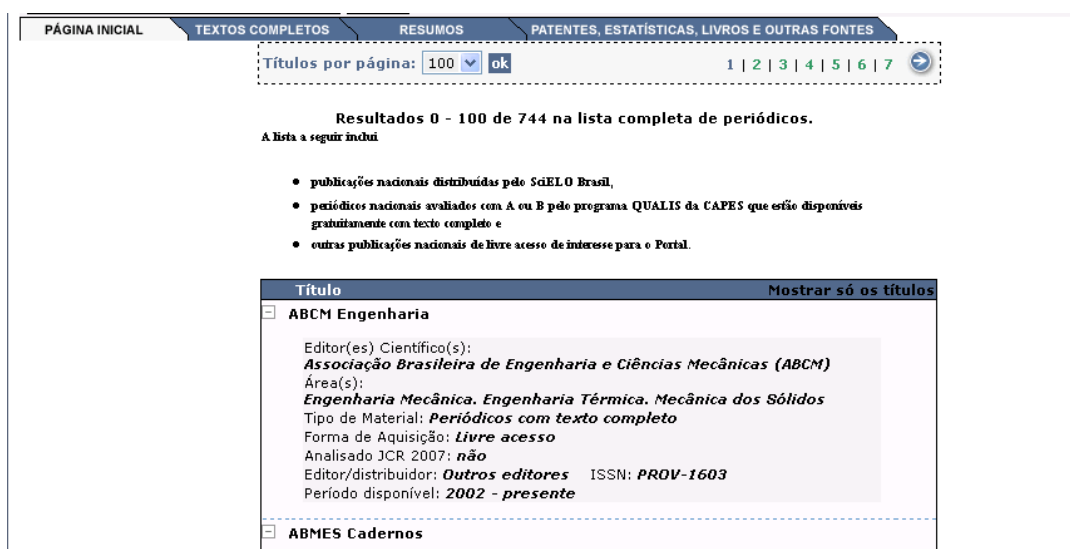 PÁGINA INICIAL TEXTOS COMPLETOS RESUMOS PATENTES, ESTATÍSTICAS, LIVROS E OUTRAS FONTES
Títulos por página: 100 ok 1 | 2 | 3 | 4 | 5 | 6 | 7
Resultados 0 - 100 de 744 na lista completa de periódicos.
A lista a seguir inclui
• publicações nacionais distribuídas pelo SciELO Brasil,
• periódicos nacionais avaliados com A ou B pelo programa QUALIS da CAPES que estão disponíveis
gratuitamente com texto completo e
• outras publicações nacionais de livre acesso de interesse para o Portal.
Título Mostrar só os títulos
ABCM Engenharia
Editor(es) Científico(s):
Associação Brasileira de Engenharia e Ciências Mecânicas (ABCM)
Área(s):
Engenharia Mecânica. Engenharia Térmica. Mecânica dos Sólidos
Tipo de Material: Periódicos com texto completo
Forma de Aquisição: Livre acesso
Analisado JCR 2007: não
Editor/distribuidor: Outros editores ISSN: PROV-1603
Período disponível: 2002 - presente
ABMES Cadernos